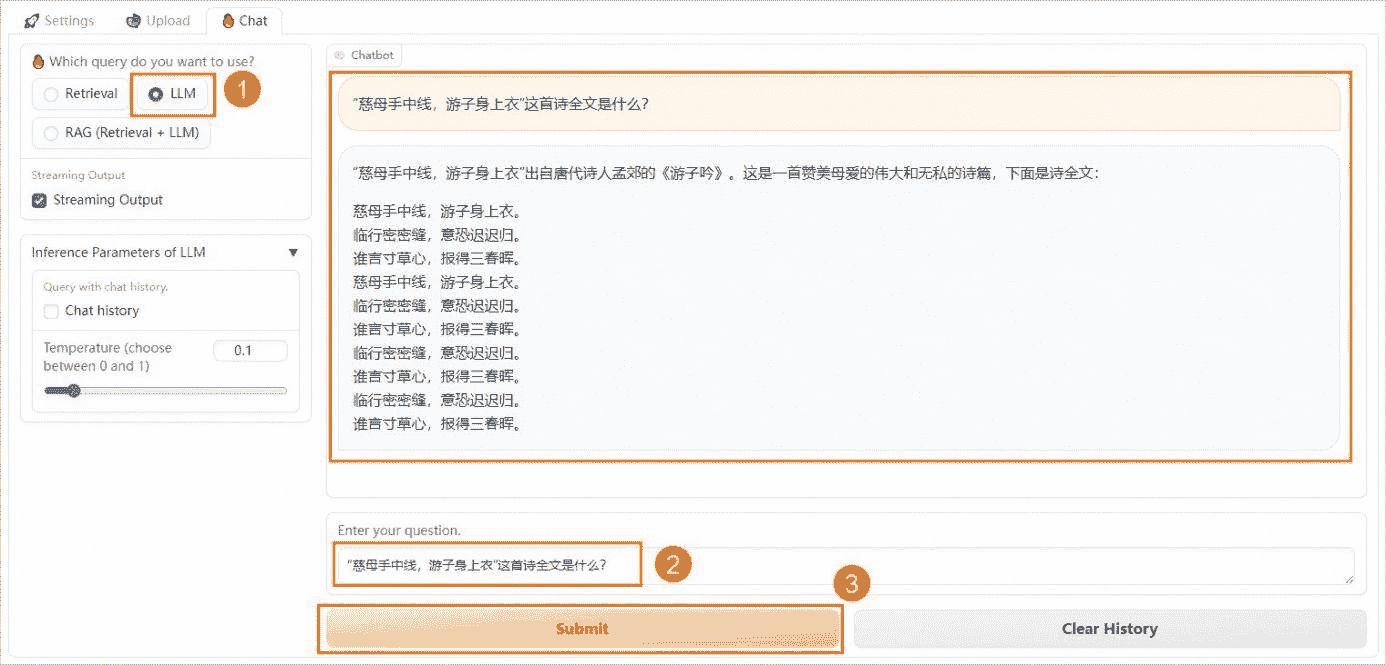 Settings
Upload
Chat
Which query do you want to use?
Retrieval
LLM
1
RAG (Retrieval + LLM)
Streaming Output
Streaming Output
Inference Parameters of LLM
Query with chat history.
Chat history
Temperature (choose
between 0 and 1)
0.1
Chatbot
“慈母手中线，游子身上衣”这首诗全文是什么？
“慈母手中线，游子身上衣”出自唐代诗人孟郊的《游子吟》。这是一首赞美母爱的伟大和无私的诗篇，下面是诗全文：
慈母手中线，游子身上衣。
临行密密缝，意恐迟迟归。
谁言寸草心，报得三春晖。
慈母手中线，游子身上衣。
临行密密缝，意恐迟迟归。
谁言寸草心，报得三春晖。
临行密密缝，意恐迟迟归。
谁言寸草心，报得三春晖。
临行密密缝，意恐迟迟归。
谁言寸草心，报得三春晖。
Enter your question.
“慈母手中线，游子身上衣”这首诗全文是什么？
2
3
Submit
Clear History